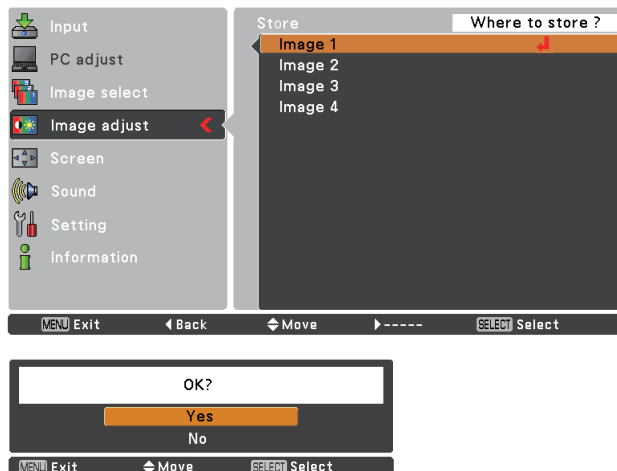 Input
PC adjust
Image select
Image adjust
Screen
Sound
Setting
Information
Store
Where to store ?
Image 1
Image 2
Image 3
Image 4
MENU Exit Back Move ----- SELECT Select
OK?
Yes
No
MENU Exit Move SELECT Select